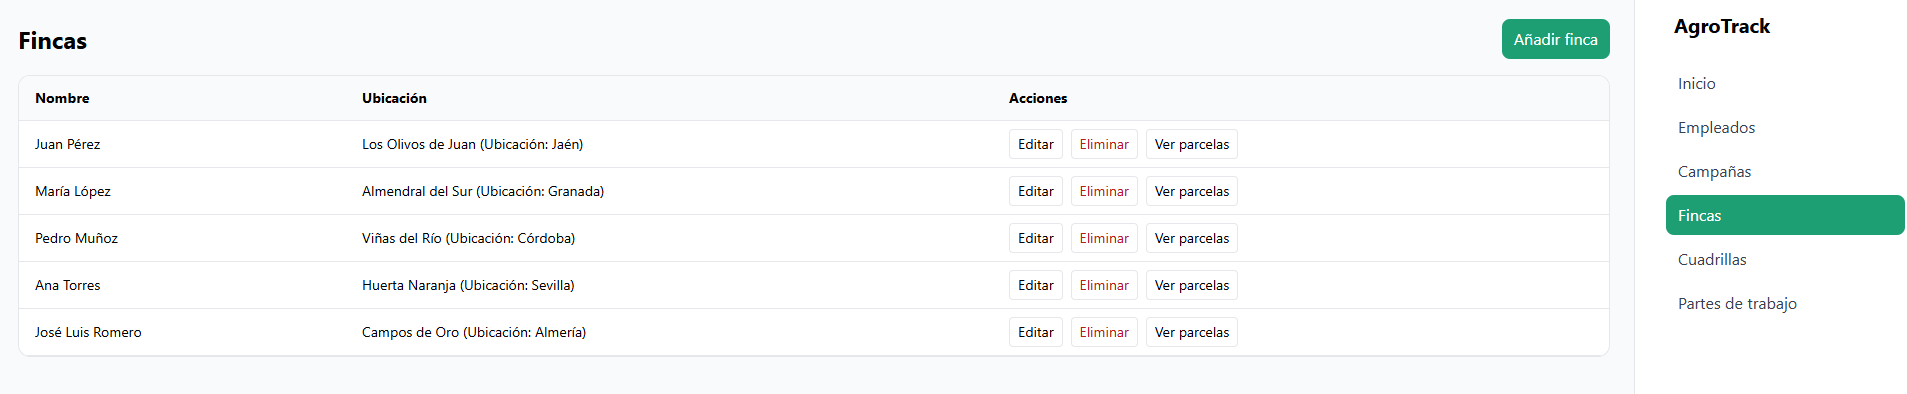 Fincas
Añadir finca
Nombre Ubicación Acciones
Juan Pérez Los Olivos de Juan (Ubicación: Jaén) Editar Eliminar Ver parcelas
María López Almendral del Sur (Ubicación: Granada) Editar Eliminar Ver parcelas
Pedro Muñoz Viñas del Río (Ubicación: Córdoba) Editar Eliminar Ver parcelas
Ana Torres Huerta Naranja (Ubicación: Sevilla) Editar Eliminar Ver parcelas
José Luis Romero Campos de Oro (Ubicación: Almería) Editar Eliminar Ver parcelas
AgroTrack
Inicio
Empleados
Campañas
Fincas
Cuadrillas
Partes de trabajo